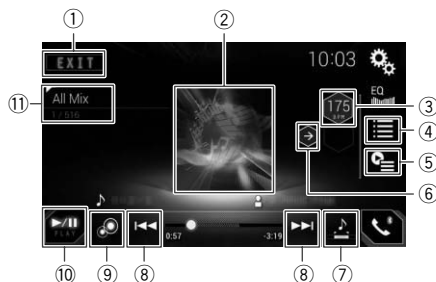 ① ②
EXIT
10:03
⑪
All Mix
1/516
EQ
175
BPM
③
④
⑤
⑥
PLAY
0:57
-3:19
⑩ ⑨ ⑧ ⑧ ⑦